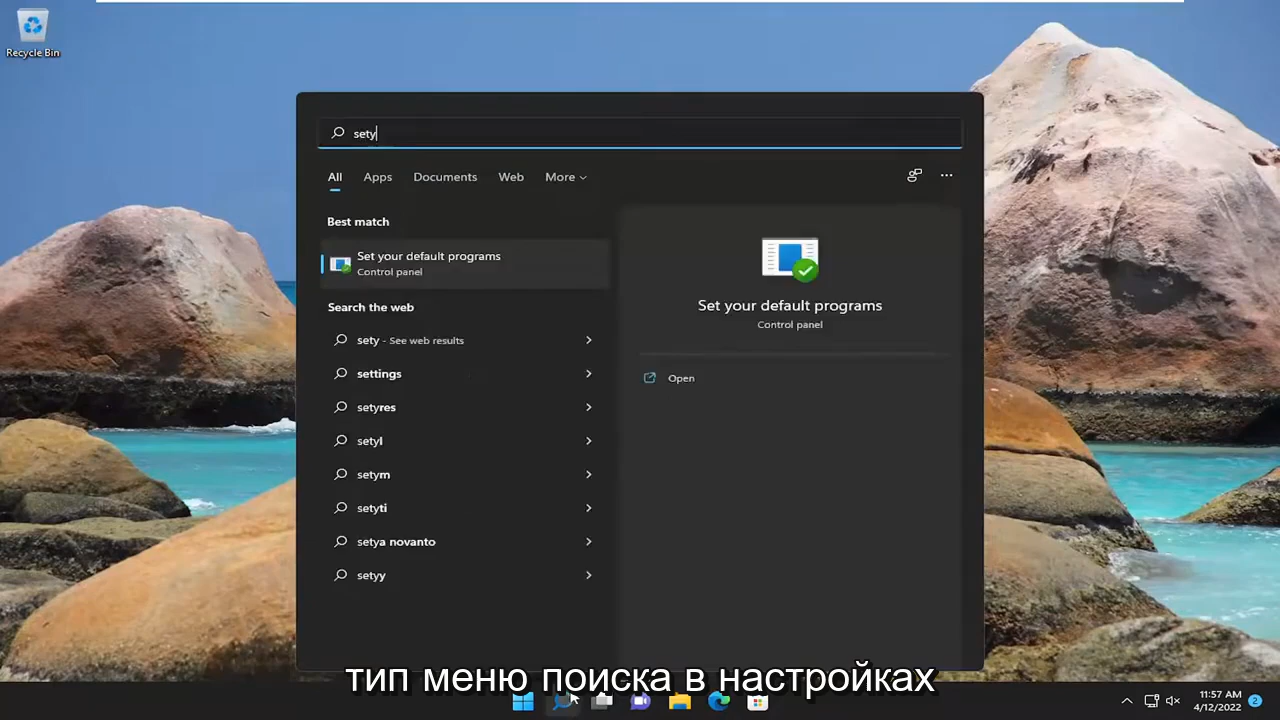 Recycle Bin
sety
All Apps Documents Web More
Best match
Set your default programs
Control panel
Search the web
sety - See web results
settings
setyres
setyl
setym
setyti
setya novanto
setyy
Set your default programs
Control panel
Open
тип меню поиска в настройках
11:57 AM
4/12/2022
2